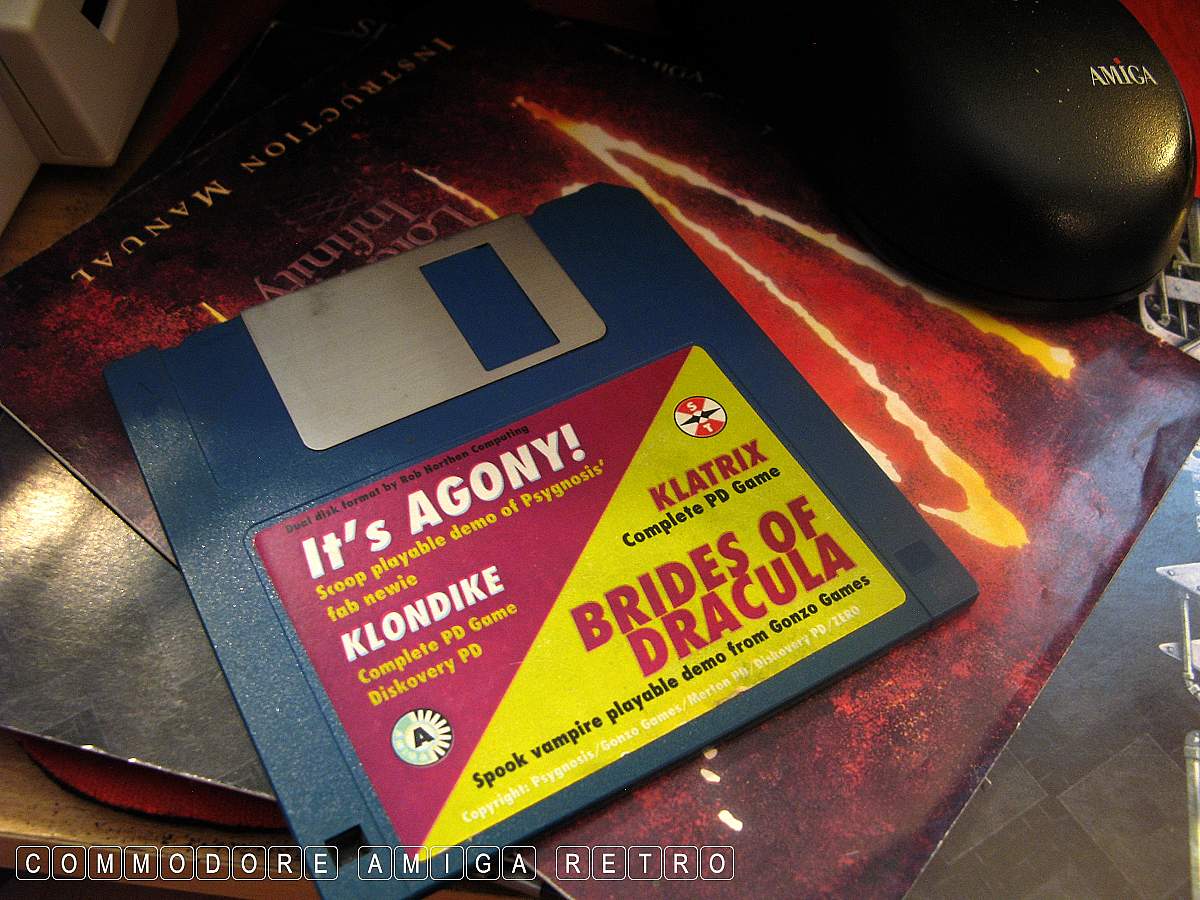 INSTRUCTION MANUAL
AMIGA
AMIGA
Infinity
Dual disk format by Rob Northen Computing
It's AGONY!
Scoop playable demo of Psygnosis'
fab newie
KLONDIKE
Complete PD Game
Diskovery PD
A
S
T
KLATRIX
Complete PD Game
BRIDES OF
DRACULA
Spook vampire playable demo from Gonzo Games
Copyright: Psygnosis/Gonzo Games/Merton PD/Diskovery PD/ZERO
COMMODORE AMIGA RETRO